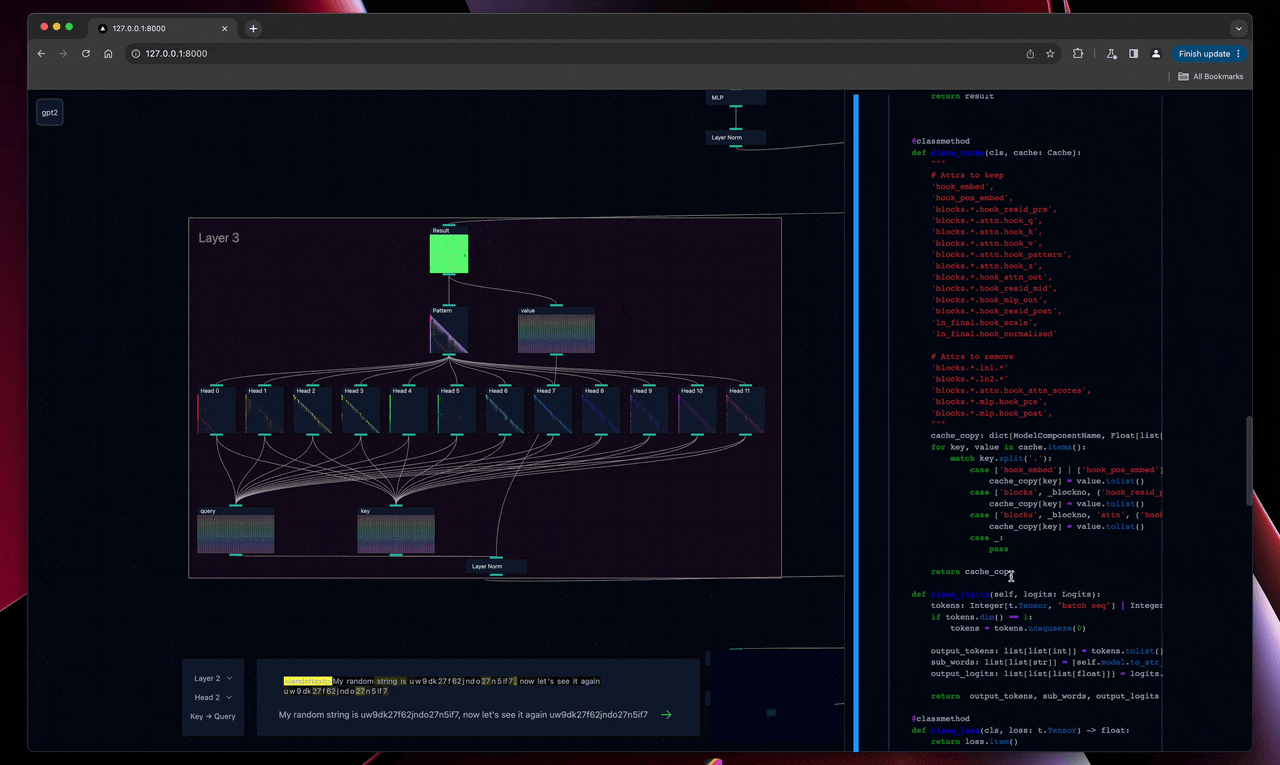 127.0.0.1:8000
127.0.0.1:8000
Finish update
All Bookmarks
gpt2
MLP
Layer Norm
Layer 3
Result
Pattern
value
Head 0 Head 1 Head 2 Head 3 Head 4 Head 5 Head 6 Head 7 Head 8 Head 9 Head 10 Head 11
query
key
Layer Norm
Layer 2
Head 2
Key → Query
<|endoftext|>My random string is uw9dk27f62jndo27n5if7, now let's see it again
uw9dk27f62jndo27n5if7
My random string is uw9dk27f62jndo27n5if7, now let's see it again uw9dk27f62jndo27n5if7
return result
@classmethod
def clean_cache(cls, cache: Cache):
"""
# Attrs to keep
'hook_embed',
'hook_pos_embed',
'blocks.*.hook_resid_pre',
'blocks.*.attn.hook_q',
'blocks.*.attn.hook_k',
'blocks.*.attn.hook_v',
'blocks.*.attn.hook_pattern',
'blocks.*.attn.hook_z',
'blocks.*.hook_attn_out',
'blocks.*.hook_resid_mid',
'blocks.*.hook_mlp_out',
'blocks.*.hook_resid_post',
'ln_final.hook_scale',
'ln_final.hook_normalized'
# Attrs to remove
'blocks.*.ln1.*'
'blocks.*.ln2.*'
'blocks.*.attn.hook_attn_scores',
'blocks.*.mlp.hook_pre',
'blocks.*.mlp.hook_post',
"""
cache_copy: dict[ModelComponentName, Float[list[
for key, value in cache.items():
match key.split('.'):
case ['hook_embed'] | ['hook_pos_embed']
cache_copy[key] = value.tolist()
case ['blocks', _blockno, ('hook_resid_p
cache_copy[key] = value.tolist()
case ['blocks', _blockno, 'attn', ('hook
cache_copy[key] = value.tolist()
case _:
pass
return cache_copy
def clean_logits(self, logits: Logits):
tokens: Integer[t.Tensor, "batch seq"] | Integer
if tokens.dim() == 1:
tokens = tokens.unsqueeze(0)
output_tokens: list[list[int]] = tokens.tolist()
sub_words: list[list[str]] = [self.model.to_str_
output_logits: list[list[list[float]]] = logits.
return output_tokens, sub_words, output_logits
@classmethod
def clean_loss(cls, loss: t.Tensor) -> float:
return loss.item()